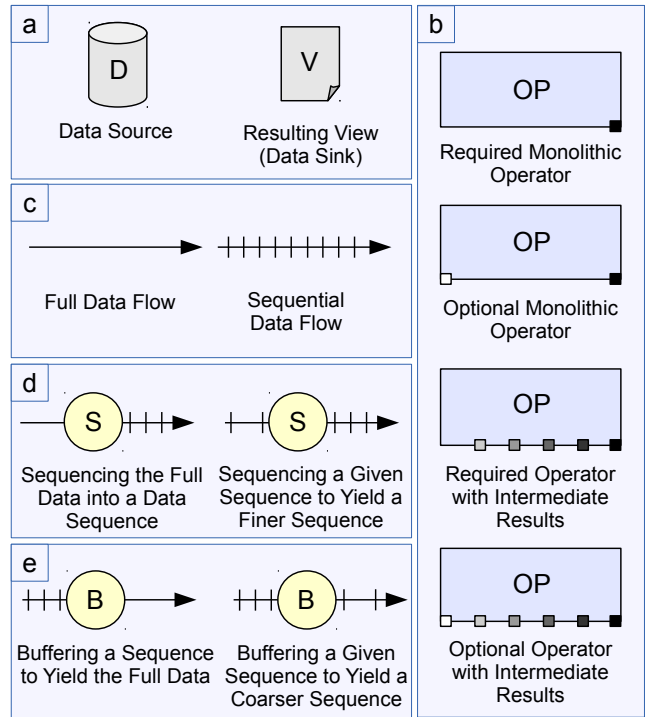 a
D
V
Data Source
Resulting View
(Data Sink)
b
OP
Required Monolithic
Operator
OP
Optional Monolithic
Operator
OP
Required Operator
with Intermediate
Results
OP
Optional Operator
with Intermediate
Results
c
Full Data Flow
Sequential
Data Flow
d
S
S
Sequencing the Full
Data into a Data
Sequence
Sequencing a Given
Sequence to Yield a
Finer Sequence
e
B
B
Buffering a Sequence
to Yield the Full Data
Buffering a Given
Sequence to Yield a
Coarser Sequence